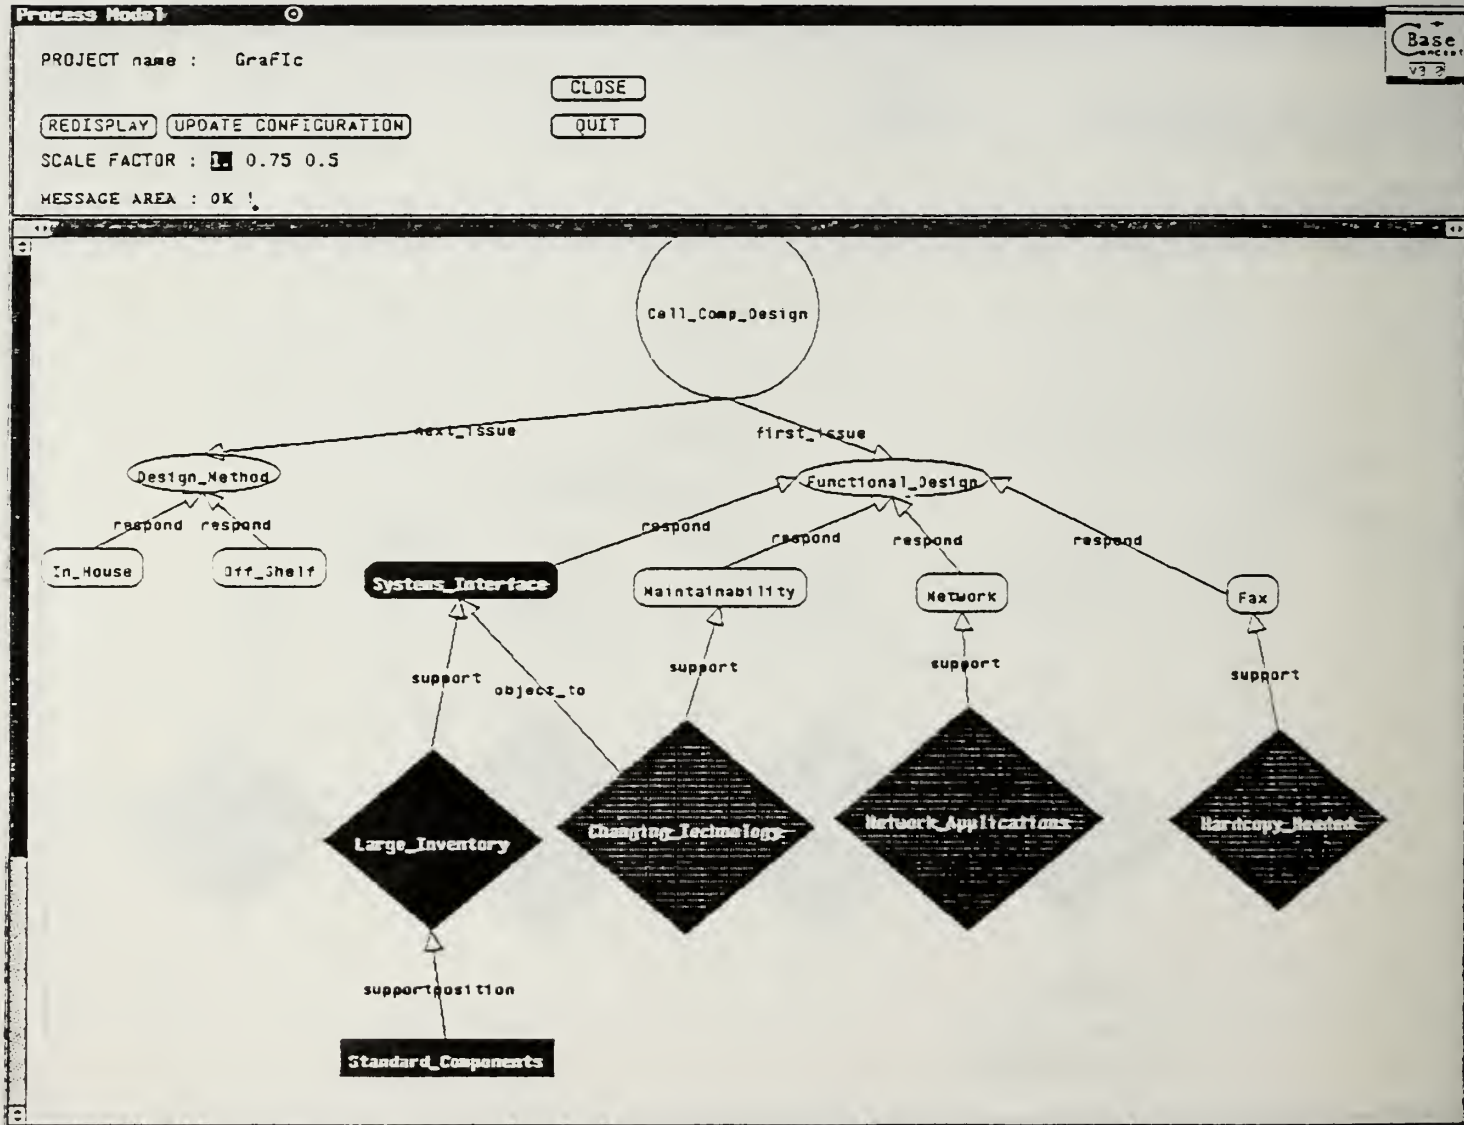 Process Model
Base
oncept
V3.0
PROJECT name : GraFIc
CLOSE
REDISPLAY UPDATE CONFIGURATION QUIT
SCALE FACTOR : 1. 0.75 0.5
MESSAGE AREA : OK !
Cell_Comp_Design
next_issue first_issue
Design_Method Functional_Design
respond respond respond respond respond respond
In_House Off_Shelf Systems_Interface Maintainability Network Fax
support object_to support support support
Large_Inventory Changing_Technology Network_Applications Hardcopy_Needed
supportposition
Standard_Components